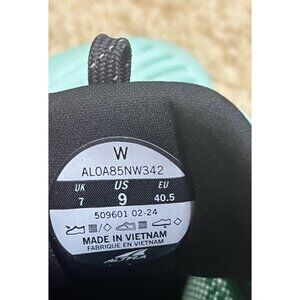 W
AL0A85NW342
UK US EU
7 9 40.5
509601 02-24
MADE IN VIETNAM
FABRIQUE EN VIETNAM